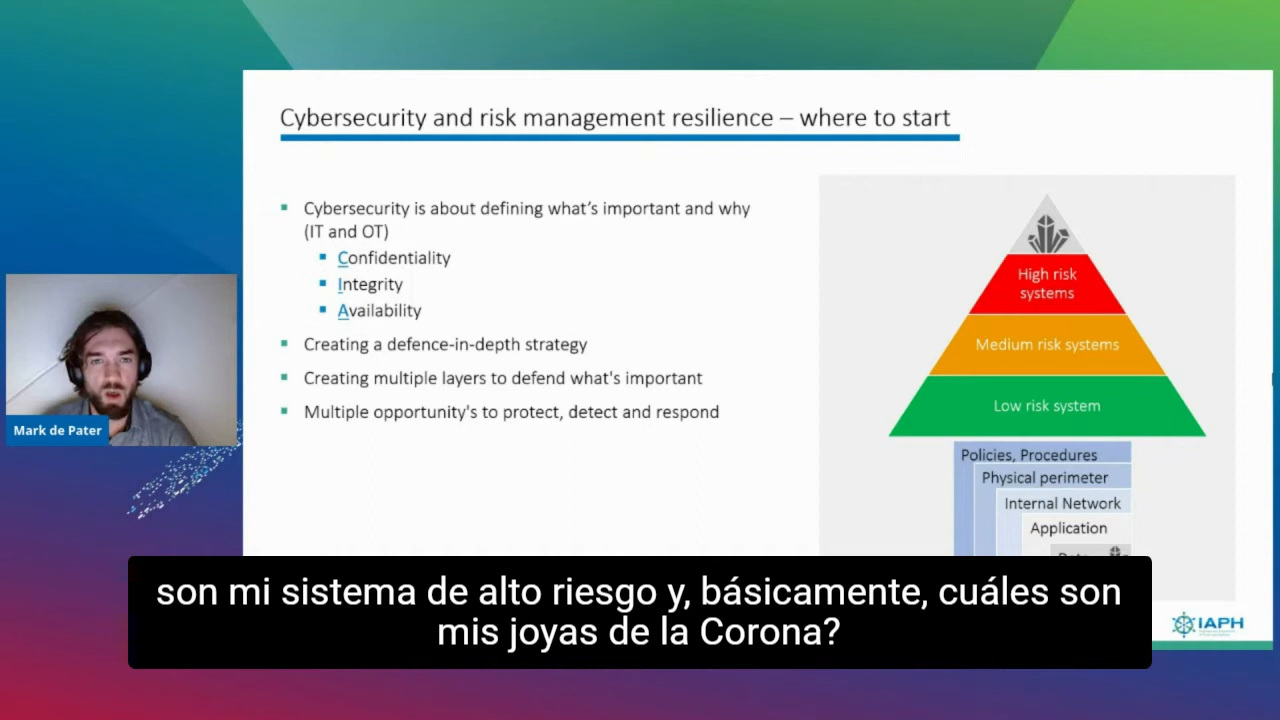 Cybersecurity and risk management resilience – where to start
Cybersecurity is about defining what's important and why
(IT and OT)
Confidentiality
Integrity
Availability
Creating a defence-in-depth strategy
Creating multiple layers to defend what's important
Multiple opportunity's to protect, detect and respond
High risk
systems
Medium risk systems
Low risk system
Policies, Procedures
Physical perimeter
Internal Network
Application
Mark de Pater
son mi sistema de alto riesgo y, básicamente, cuáles son
mis joyas de la Corona?
IAPH